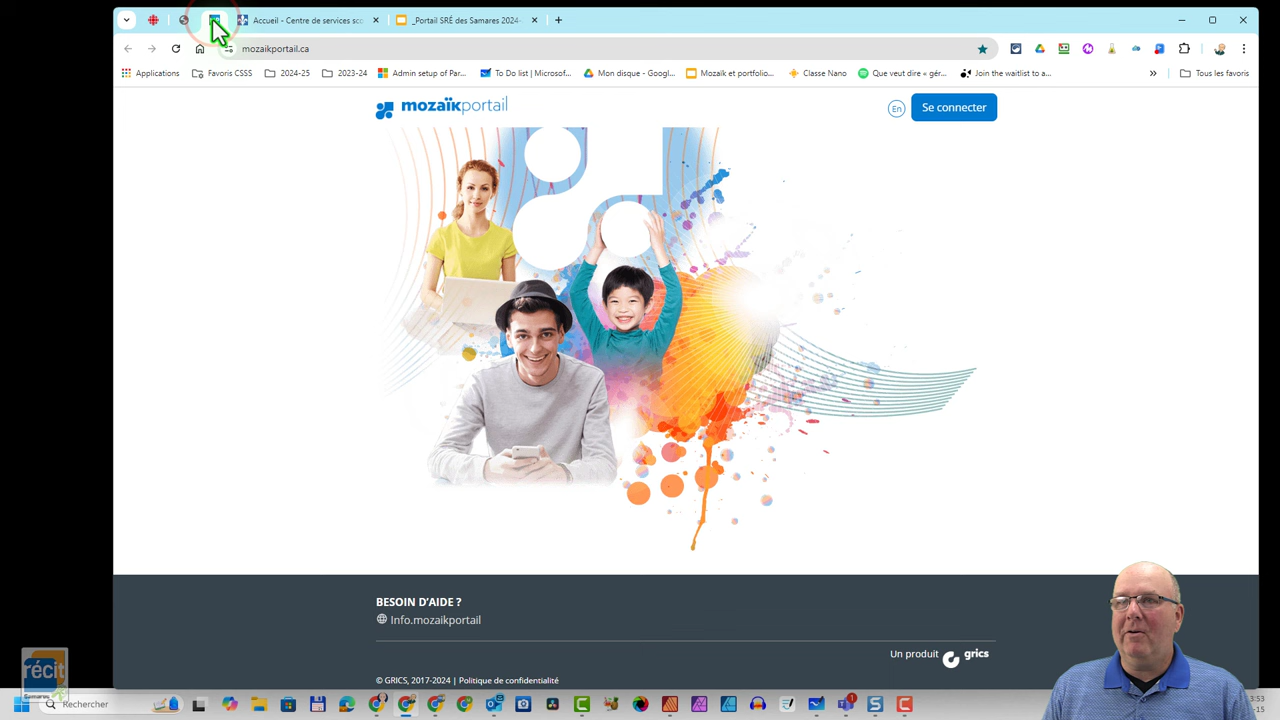 Accueil - Centre de services sco
_Portail SRÉ des Samares 2024-
mozaikportail.ca
Applications
Favoris CSSS
2024-25
2023-24
Admin setup of Par...
To Do list | Microsof...
Mon disque - Googl...
Mozaïk et portfolio...
Classe Nano
Que veut dire « gér...
Join the waitlist to a...
»
Tous les favoris
mozaïkportail
En
Se connecter
BESOIN D’AIDE ?
Info.mozaikportail
Un produit grics
© GRICS, 2017-2024 | Politique de confidentialité
récit
Samares
Rechercher